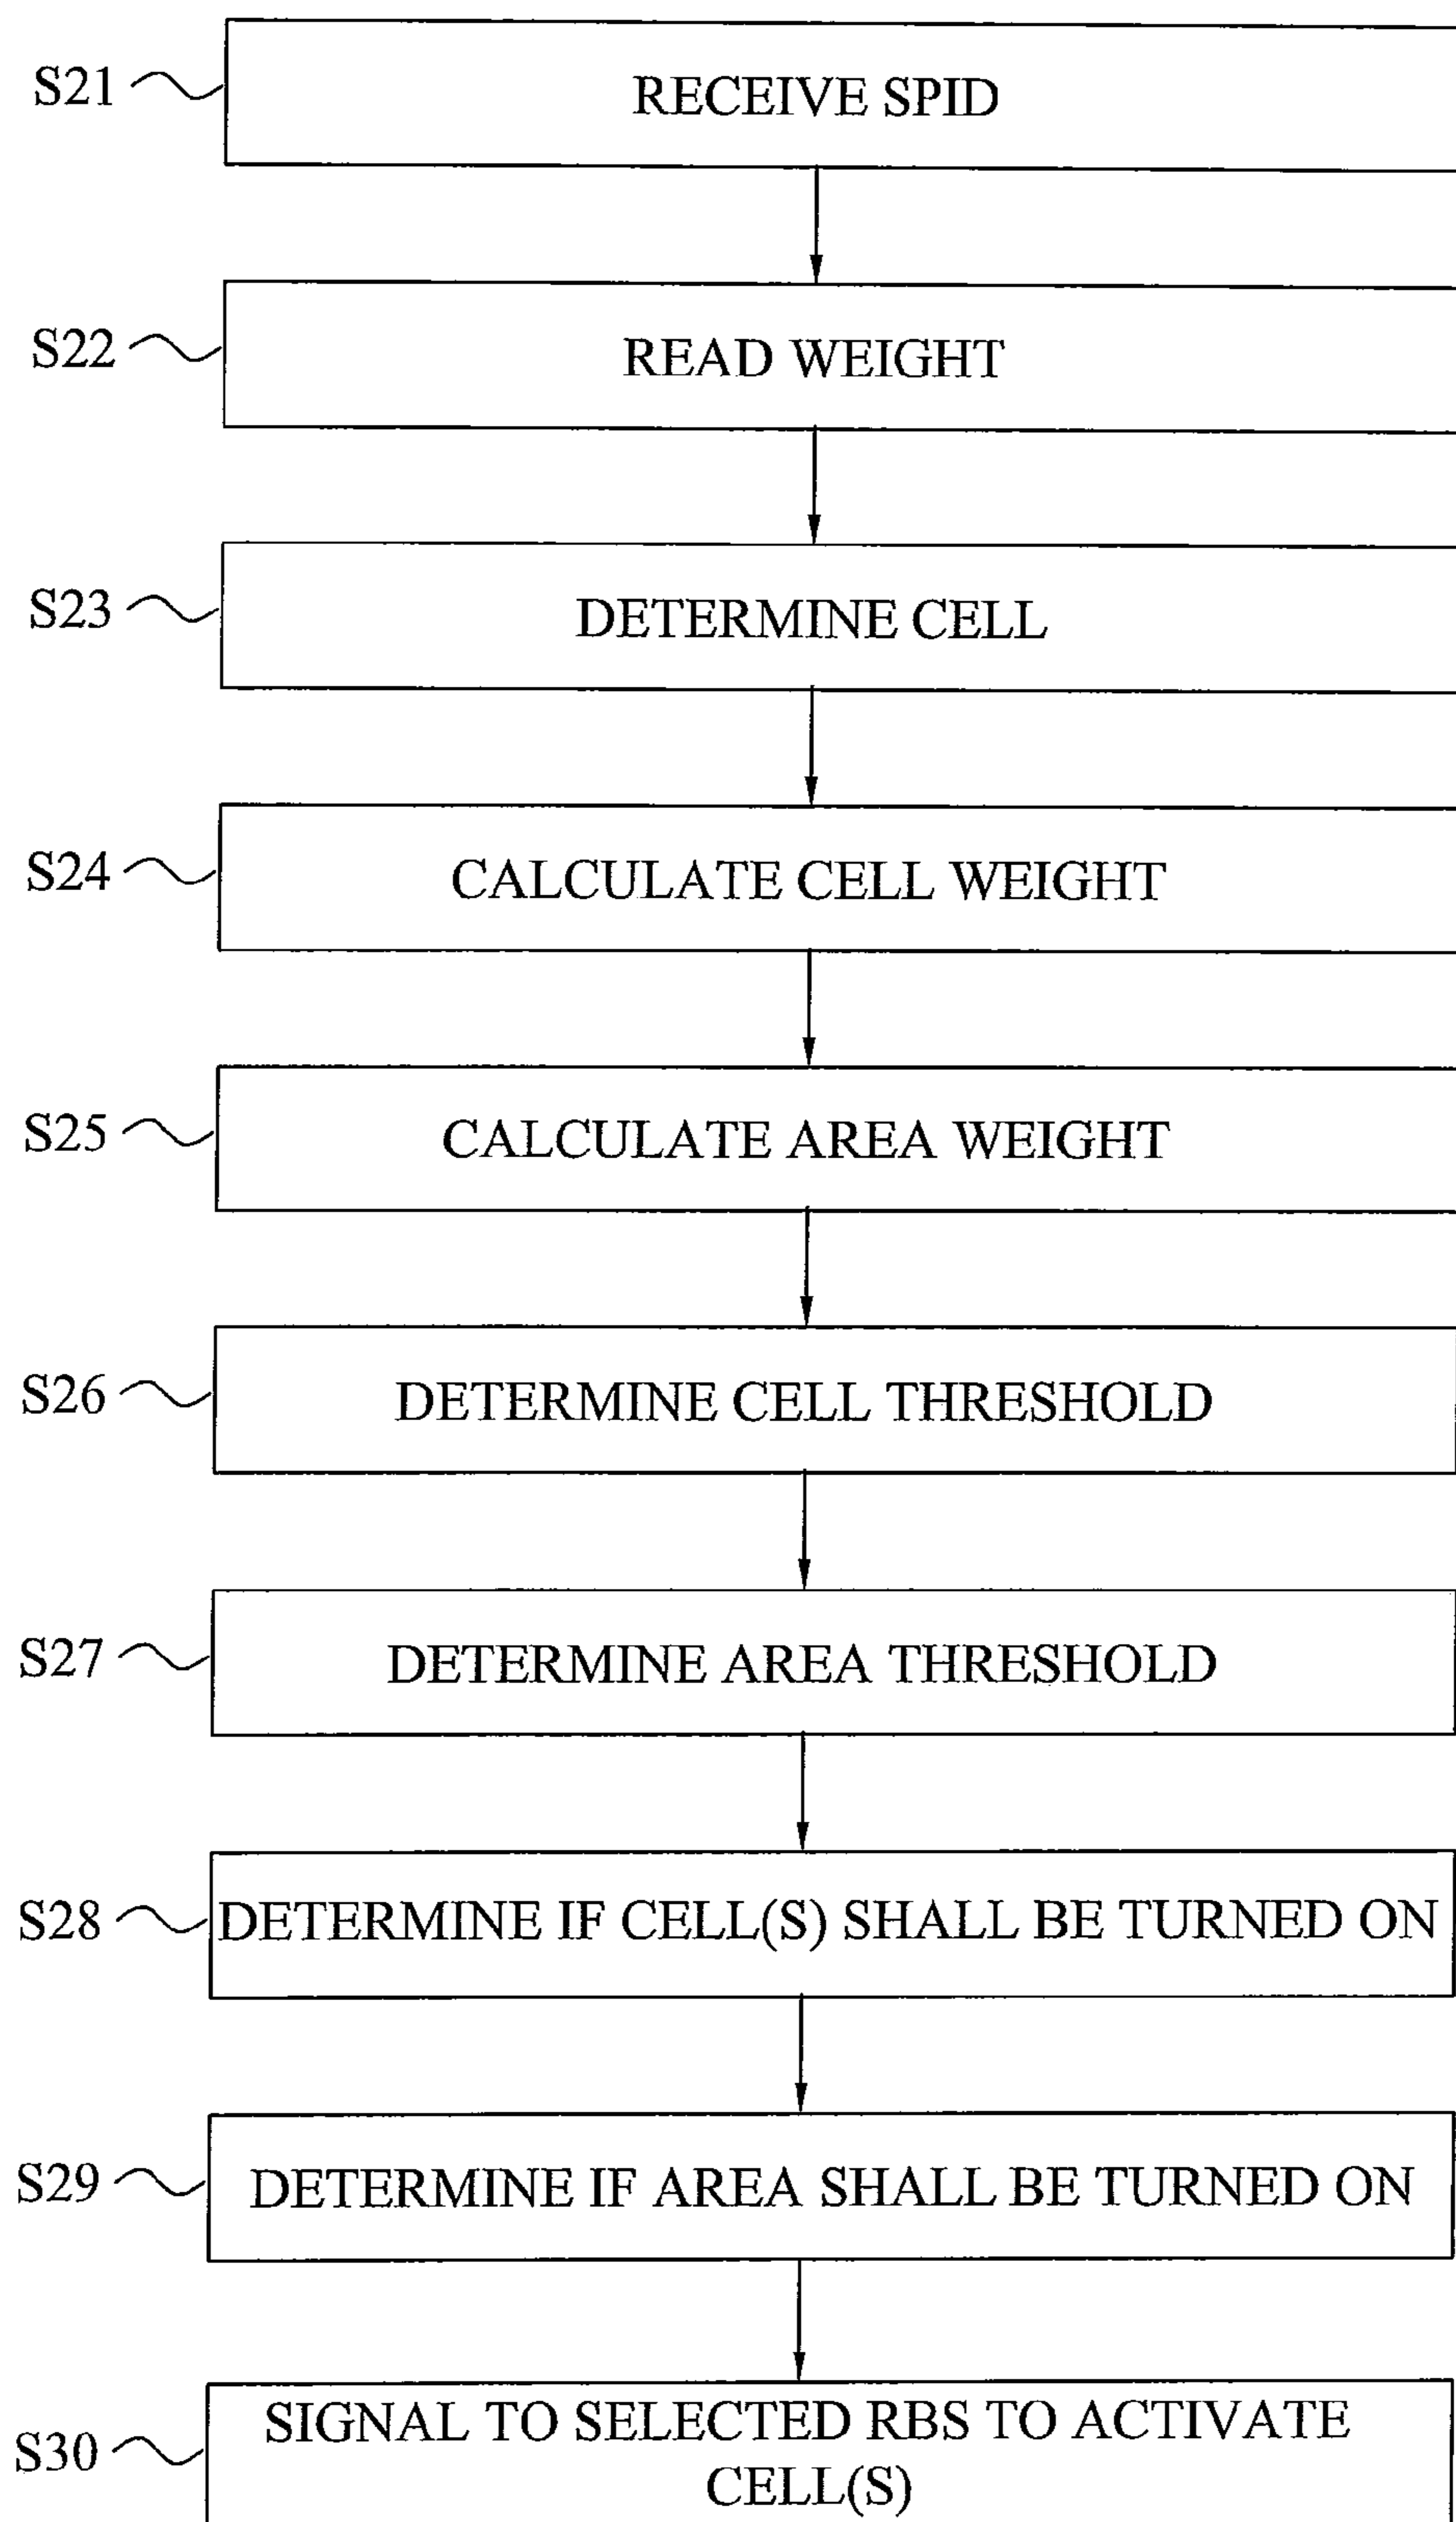 S21 RECEIVE SPID
S22 READ WEIGHT
S23 DETERMINE CELL
S24 CALCULATE CELL WEIGHT
S25 CALCULATE AREA WEIGHT
S26 DETERMINE CELL THRESHOLD
S27 DETERMINE AREA THRESHOLD
S28 DETERMINE IF CELL(S) SHALL BE TURNED ON
S29 DETERMINE IF AREA SHALL BE TURNED ON
S30 SIGNAL TO SELECTED RBS TO ACTIVATE
CELL(S)